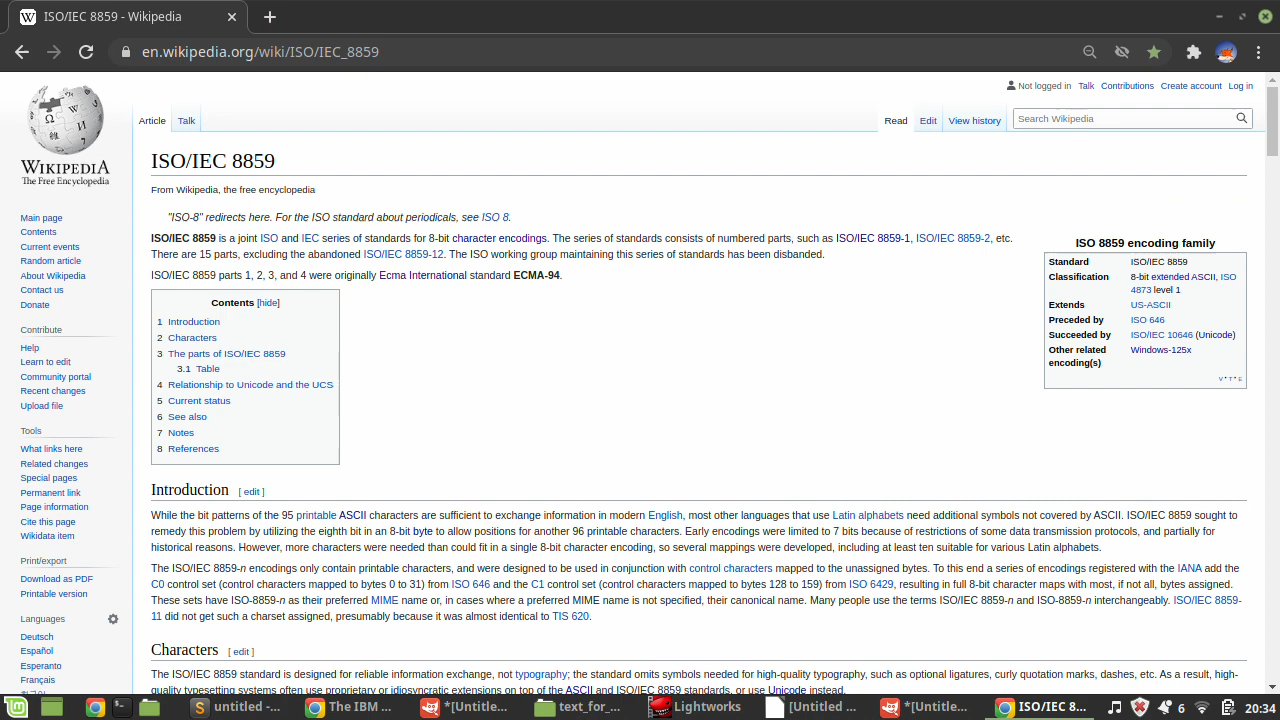 ISO/IEC 8859 - Wikipedia
en.wikipedia.org/wiki/ISO/IEC_8859
Not logged in Talk Contributions Create account Log in
Article Talk Read Edit View history Search Wikipedia
WIKIPEDIA
The Free Encyclopedia
Main page
Contents
Current events
Random article
About Wikipedia
Contact us
Donate
Contribute
Help
Learn to edit
Community portal
Recent changes
Upload file
Tools
What links here
Related changes
Special pages
Permanent link
Page information
Cite this page
Wikidata item
Print/export
Download as PDF
Printable version
Languages
Deutsch
Español
Esperanto
Français
한국어
ISO/IEC 8859
From Wikipedia, the free encyclopedia
"ISO-8" redirects here. For the ISO standard about periodicals, see ISO 8.
ISO/IEC 8859 is a joint ISO and IEC series of standards for 8-bit character encodings. The series of standards consists of numbered parts, such as ISO/IEC 8859-1, ISO/IEC 8859-2, etc.
There are 15 parts, excluding the abandoned ISO/IEC 8859-12. The ISO working group maintaining this series of standards has been disbanded.
ISO/IEC 8859 parts 1, 2, 3, and 4 were originally Ecma International standard ECMA-94.
ISO 8859 encoding family
Standard ISO/IEC 8859
Classification 8-bit extended ASCII, ISO
4873 level 1
Extends US-ASCII
Preceded by ISO 646
Succeeded by ISO/IEC 10646 (Unicode)
Other related Windows-125x
encoding(s)
V • T • E
Contents [hide]
1 Introduction
2 Characters
3 The parts of ISO/IEC 8859
3.1 Table
4 Relationship to Unicode and the UCS
5 Current status
6 See also
7 Notes
8 References
Introduction [ edit ]
While the bit patterns of the 95 printable ASCII characters are sufficient to exchange information in modern English, most other languages that use Latin alphabets need additional symbols not covered by ASCII. ISO/IEC 8859 sought to
remedy this problem by utilizing the eighth bit in an 8-bit byte to allow positions for another 96 printable characters. Early encodings were limited to 7 bits because of restrictions of some data transmission protocols, and partially for
historical reasons. However, more characters were needed than could fit in a single 8-bit character encoding, so several mappings were developed, including at least ten suitable for various Latin alphabets.
The ISO/IEC 8859-n encodings only contain printable characters, and were designed to be used in conjunction with control characters mapped to the unassigned bytes. To this end a series of encodings registered with the IANA add the
C0 control set (control characters mapped to bytes 0 to 31) from ISO 646 and the C1 control set (control characters mapped to bytes 128 to 159) from ISO 6429, resulting in full 8-bit character maps with most, if not all, bytes assigned.
These sets have ISO-8859-n as their preferred MIME name or, in cases where a preferred MIME name is not specified, their canonical name. Many people use the terms ISO/IEC 8859-n and ISO-8859-n interchangeably. ISO/IEC 8859-
11 did not get such a charset assigned, presumably because it was almost identical to TIS 620.
Characters [ edit ]
The ISO/IEC 8859 standard is designed for reliable information exchange, not typography; the standard omits symbols needed for high-quality typography, such as optional ligatures, curly quotation marks, dashes, etc. As a result, high-
quality typesetting systems often use proprietary or idiosyncratic extensions on top of the ASCII and ISO/IEC 8859 standards, or use Unicode instead.
untitled -... The IBM ... *[Untitle... text_for_... Lightworks [Untitled ... *[Untitle... ISO/IEC 8... 6 20:34